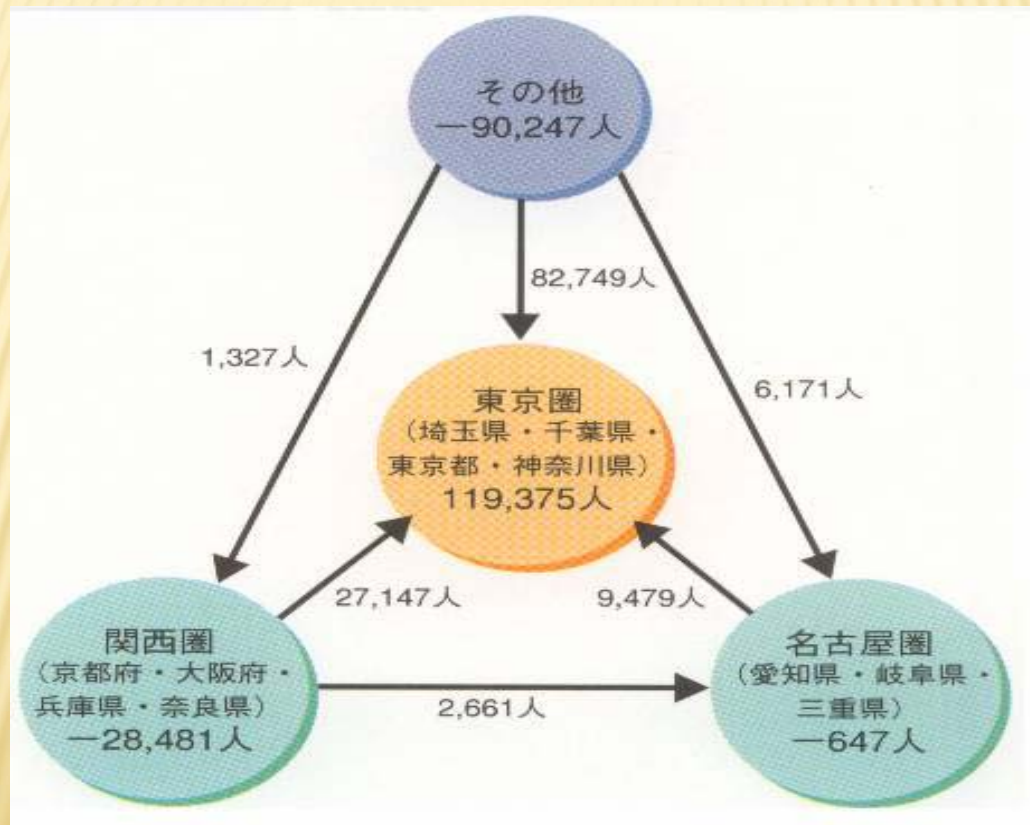 その他
―90,247人
82,749人
1,327人
6,171人
東京圏
（埼玉県・千葉県・
東京都・神奈川県）
119,375人
27,147人
9,479人
関西圏
（京都府・大阪府・
兵庫県・奈良県）
―28,481人
2,661人
名古屋圏
（愛知県・岐阜県・
三重県）
―647人